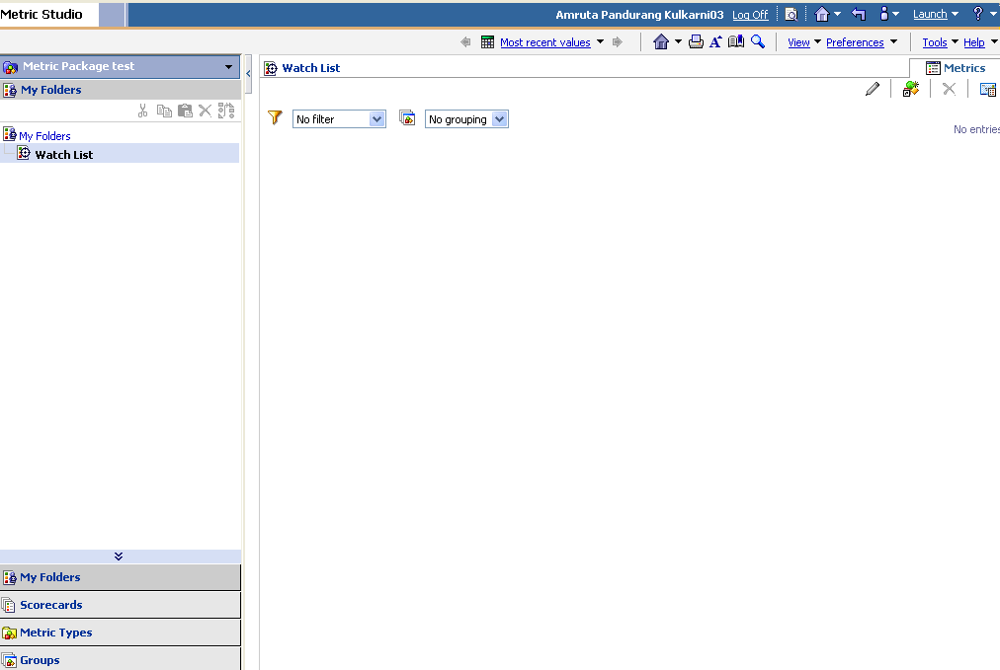 Metric Studio
Amruta Pandurang Kulkarni03 Log Off Launch ?
Most recent values View Preferences Tools Help
Metric Package test
Watch List
Metrics
My Folders
No filter
No grouping
No entries
My Folders
Watch List
My Folders
Scorecards
Metric Types
Groups